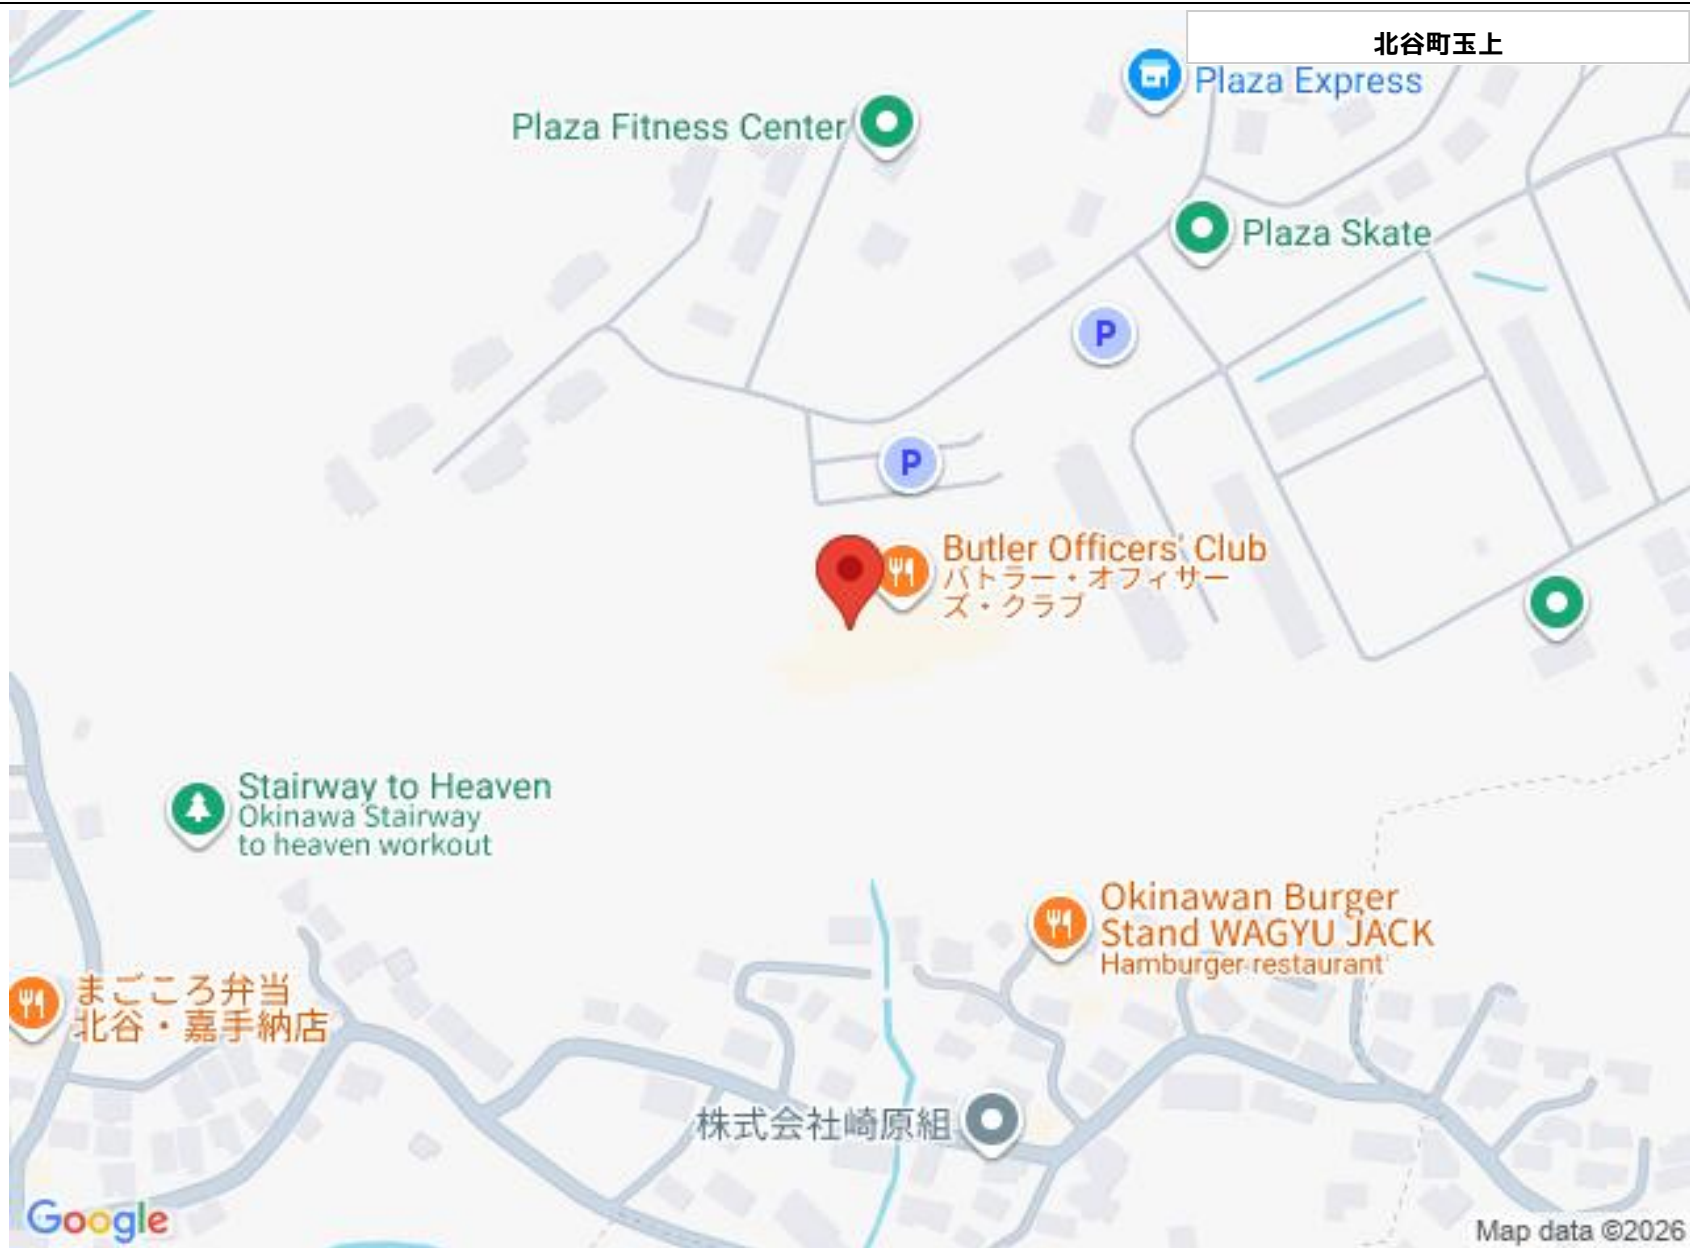 北谷町玉上
Plaza Express
Plaza Fitness Center
Plaza Skate
P
P
Butler Officers' Club
バトラー・オフィサー
ズ・クラブ
Stairway to Heaven
Okinawa Stairway
to heaven workout
Okinawan Burger
Stand WAGYU JACK
Hamburger restaurant
まごころ弁当
北谷・嘉手納店
株式会社崎原組
Google
Map data ©2026